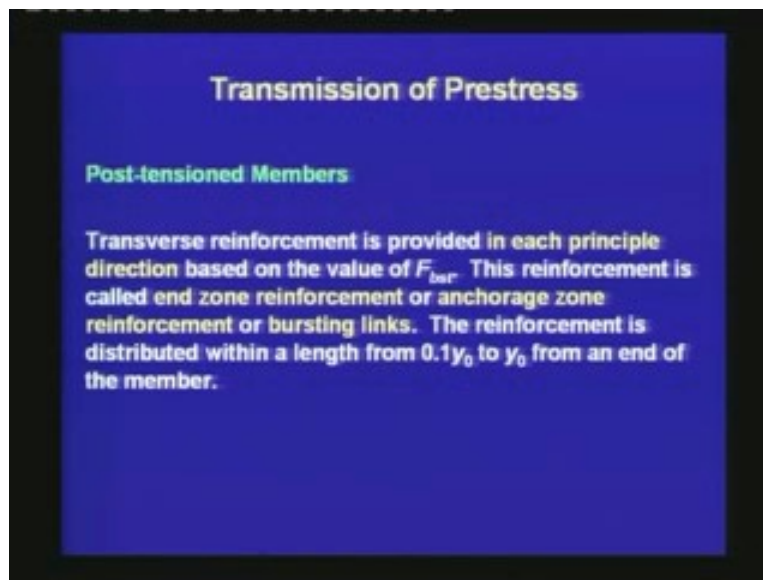 Transmission of Prestress
Post-tensioned Members
Transverse reinforcement is provided in each principle
direction based on the value of Fbst. This reinforcement is
called end zone reinforcement or anchorage zone
reinforcement or bursting links. The reinforcement is
distributed within a length from 0.1y0 to y0 from an end of
the member.